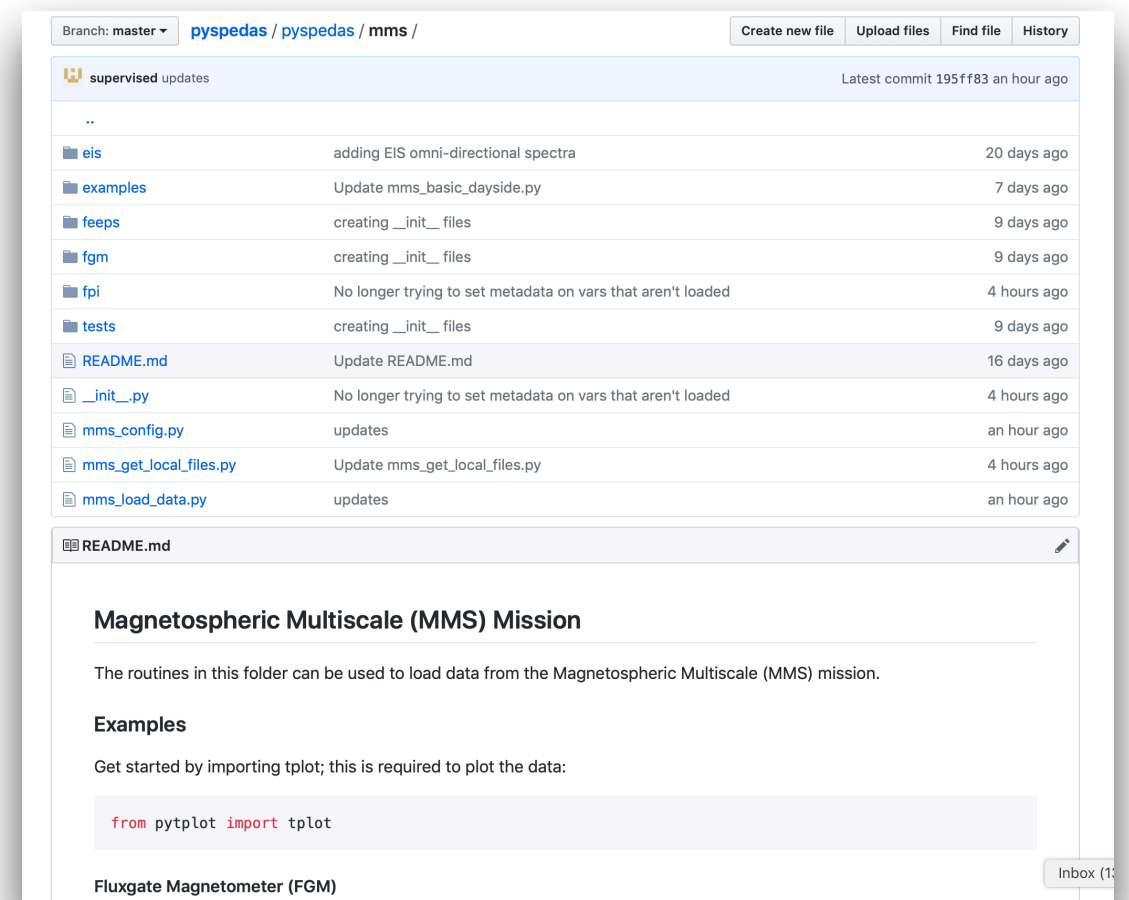 Branch: master pyspedas / pyspedas / mms / Create new file Upload files Find file History
supervised updates Latest commit 195ff83 an hour ago
..
eis adding EIS omni-directional spectra 20 days ago
examples Update mms_basic_dayside.py 7 days ago
feeps creating __init__ files 9 days ago
fgm creating __init__ files 9 days ago
fpi No longer trying to set metadata on vars that aren't loaded 4 hours ago
tests creating __init__ files 9 days ago
README.md Update README.md 16 days ago
__init__.py No longer trying to set metadata on vars that aren't loaded 4 hours ago
mms_config.py updates an hour ago
mms_get_local_files.py Update mms_get_local_files.py 4 hours ago
mms_load_data.py updates an hour ago
README.md
Magnetospheric Multiscale (MMS) Mission
The routines in this folder can be used to load data from the Magnetospheric Multiscale (MMS) mission.
Examples
Get started by importing tplot; this is required to plot the data:
from pytplot import tplot
Inbox
Fluxgate Magnetometer (FGM)